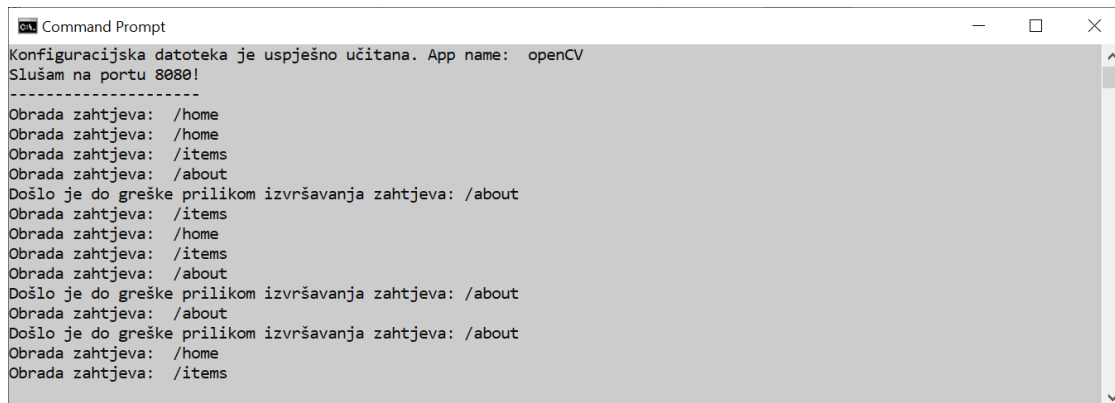 Command Prompt
Konfiguracijska datoteka je uspješno učitana. App name:  openCV
Slušam na portu 8080!
---------------------
Obrada zahtjeva:  /home
Obrada zahtjeva:  /home
Obrada zahtjeva:  /items
Obrada zahtjeva:  /about
Došlo je do greške prilikom izvršavanja zahtjeva: /about
Obrada zahtjeva:  /items
Obrada zahtjeva:  /home
Obrada zahtjeva:  /items
Obrada zahtjeva:  /about
Došlo je do greške prilikom izvršavanja zahtjeva: /about
Obrada zahtjeva:  /about
Došlo je do greške prilikom izvršavanja zahtjeva: /about
Obrada zahtjeva:  /home
Obrada zahtjeva:  /items